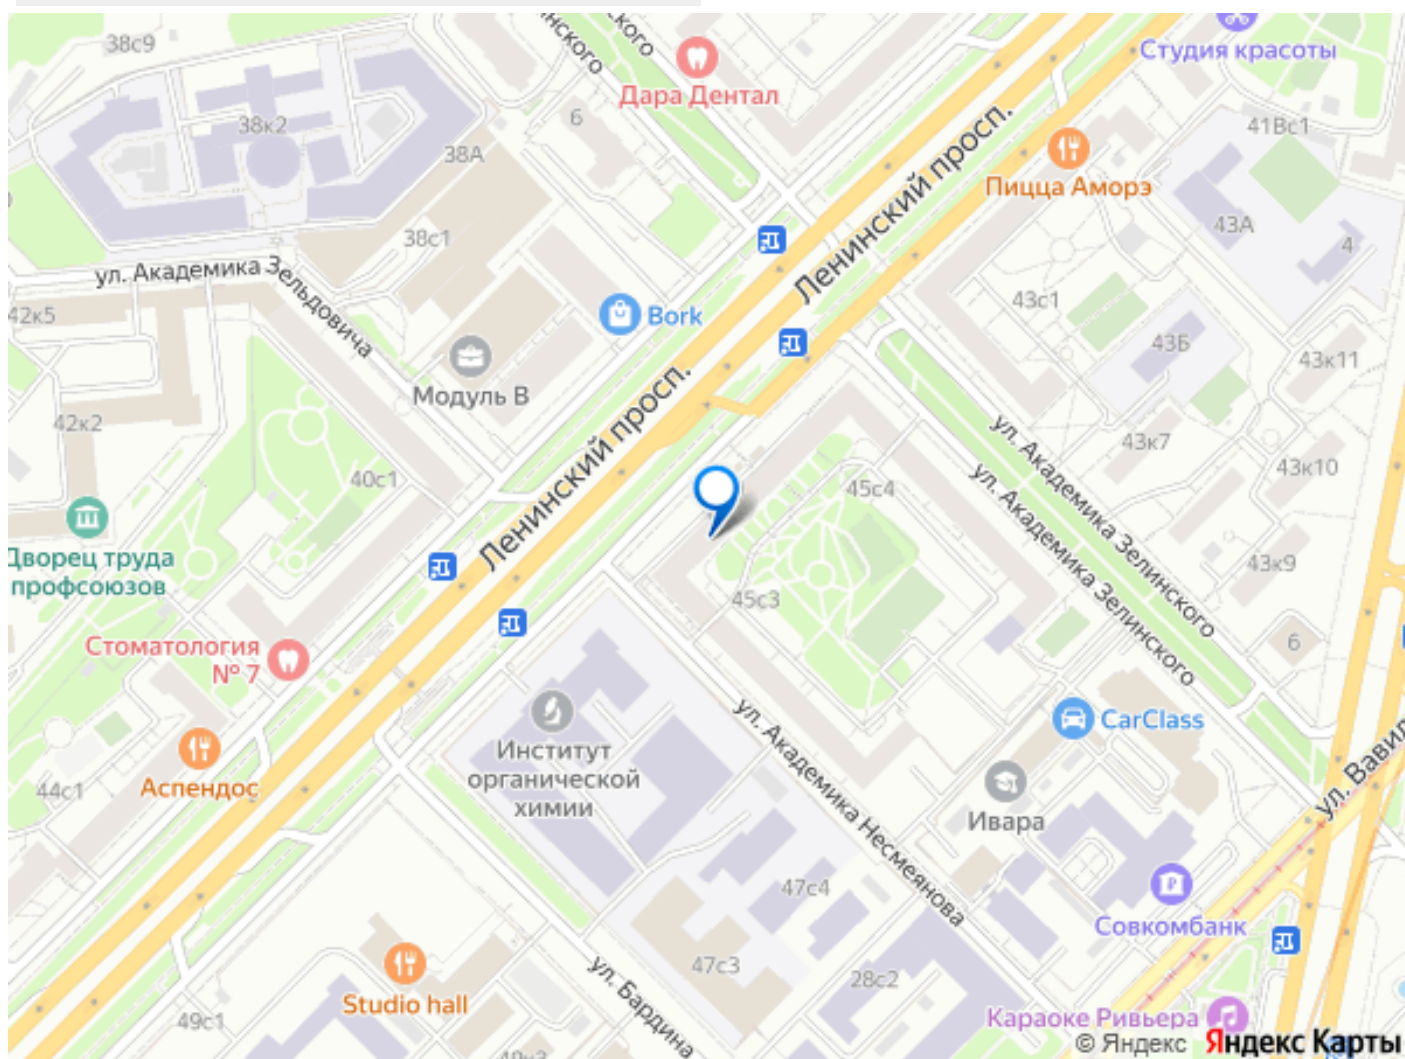 38с9
нского
ского
Дара Дентал
Студия красоты
6
38к2
38А
41Вс1
Ленинский просп.
Пицца Аморэ
43А
4
38с1
ул. Академика Зельдовича
42к5
Bork
43с1
43Б
43к11
Модуль В
Ленинский просп.
42к2
43к7
43к10
ул. Академика Зелинского
ул. Академика Зелинского
40с1
45с4
Дворец труда
профсоюзов
43к9
45с3
6
Стоматология
№ 7
CarClass
Институт
органической
химии
ул. Академика Несмеянова
ул. Вавил
44с1
Аспендос
Ивара
47с4
Совкомбанк
47с3
28с2
Studio hall
ул. Бардина
49с1
Караоке Ривьера
© Яндекс Яндекс Карты